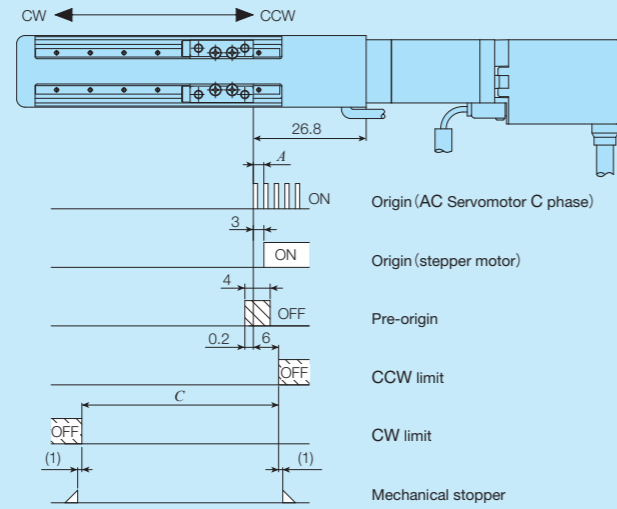 CW CCW
26.8
A
ON Origin (AC Servomotor C phase)
3
ON Origin (stepper motor)
4
OFF Pre-origin
0.2 6
OFF CCW limit
C
OFF CW limit
(1) (1)
Mechanical stopper